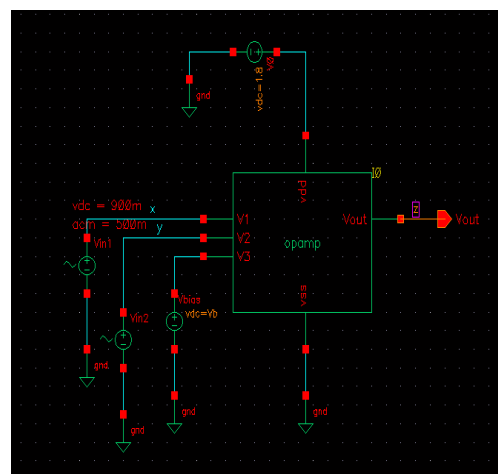 V0
vdc=1.8
gnd
I0
vdd
vdc = 900m
x
acm = 500m
y
V1
V2
V3
opamp
Vout
z
Vout
Vin1
Vbias
vdc=Vb
Vin2
vss
gnd
gnd
gnd
gnd